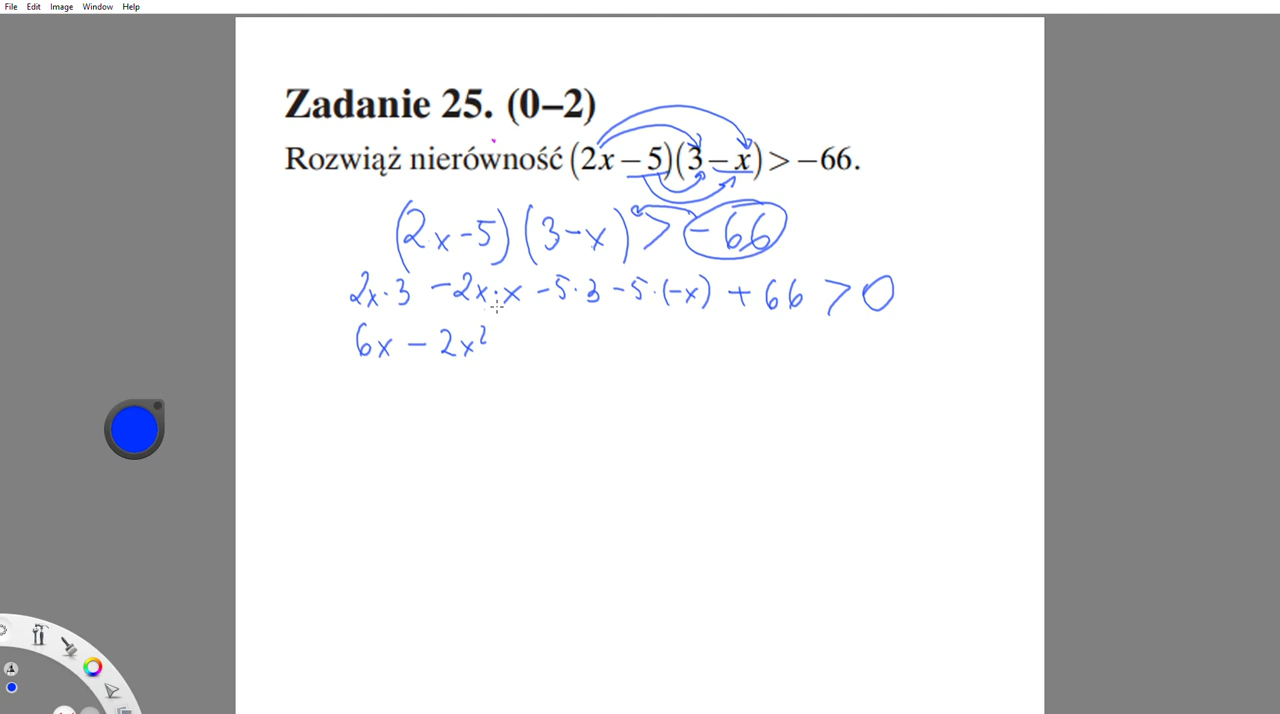 File Edit Image Window Help
Zadanie 25. (0–2)
Rozwiąż nierówność (2x – 5)(3 – x) > –66.
(2x – 5) (3 – x) > – 66
2x · 3 – 2x · x – 5 · 3 – 5 · (–x) + 66 > 0
6x – 2x²